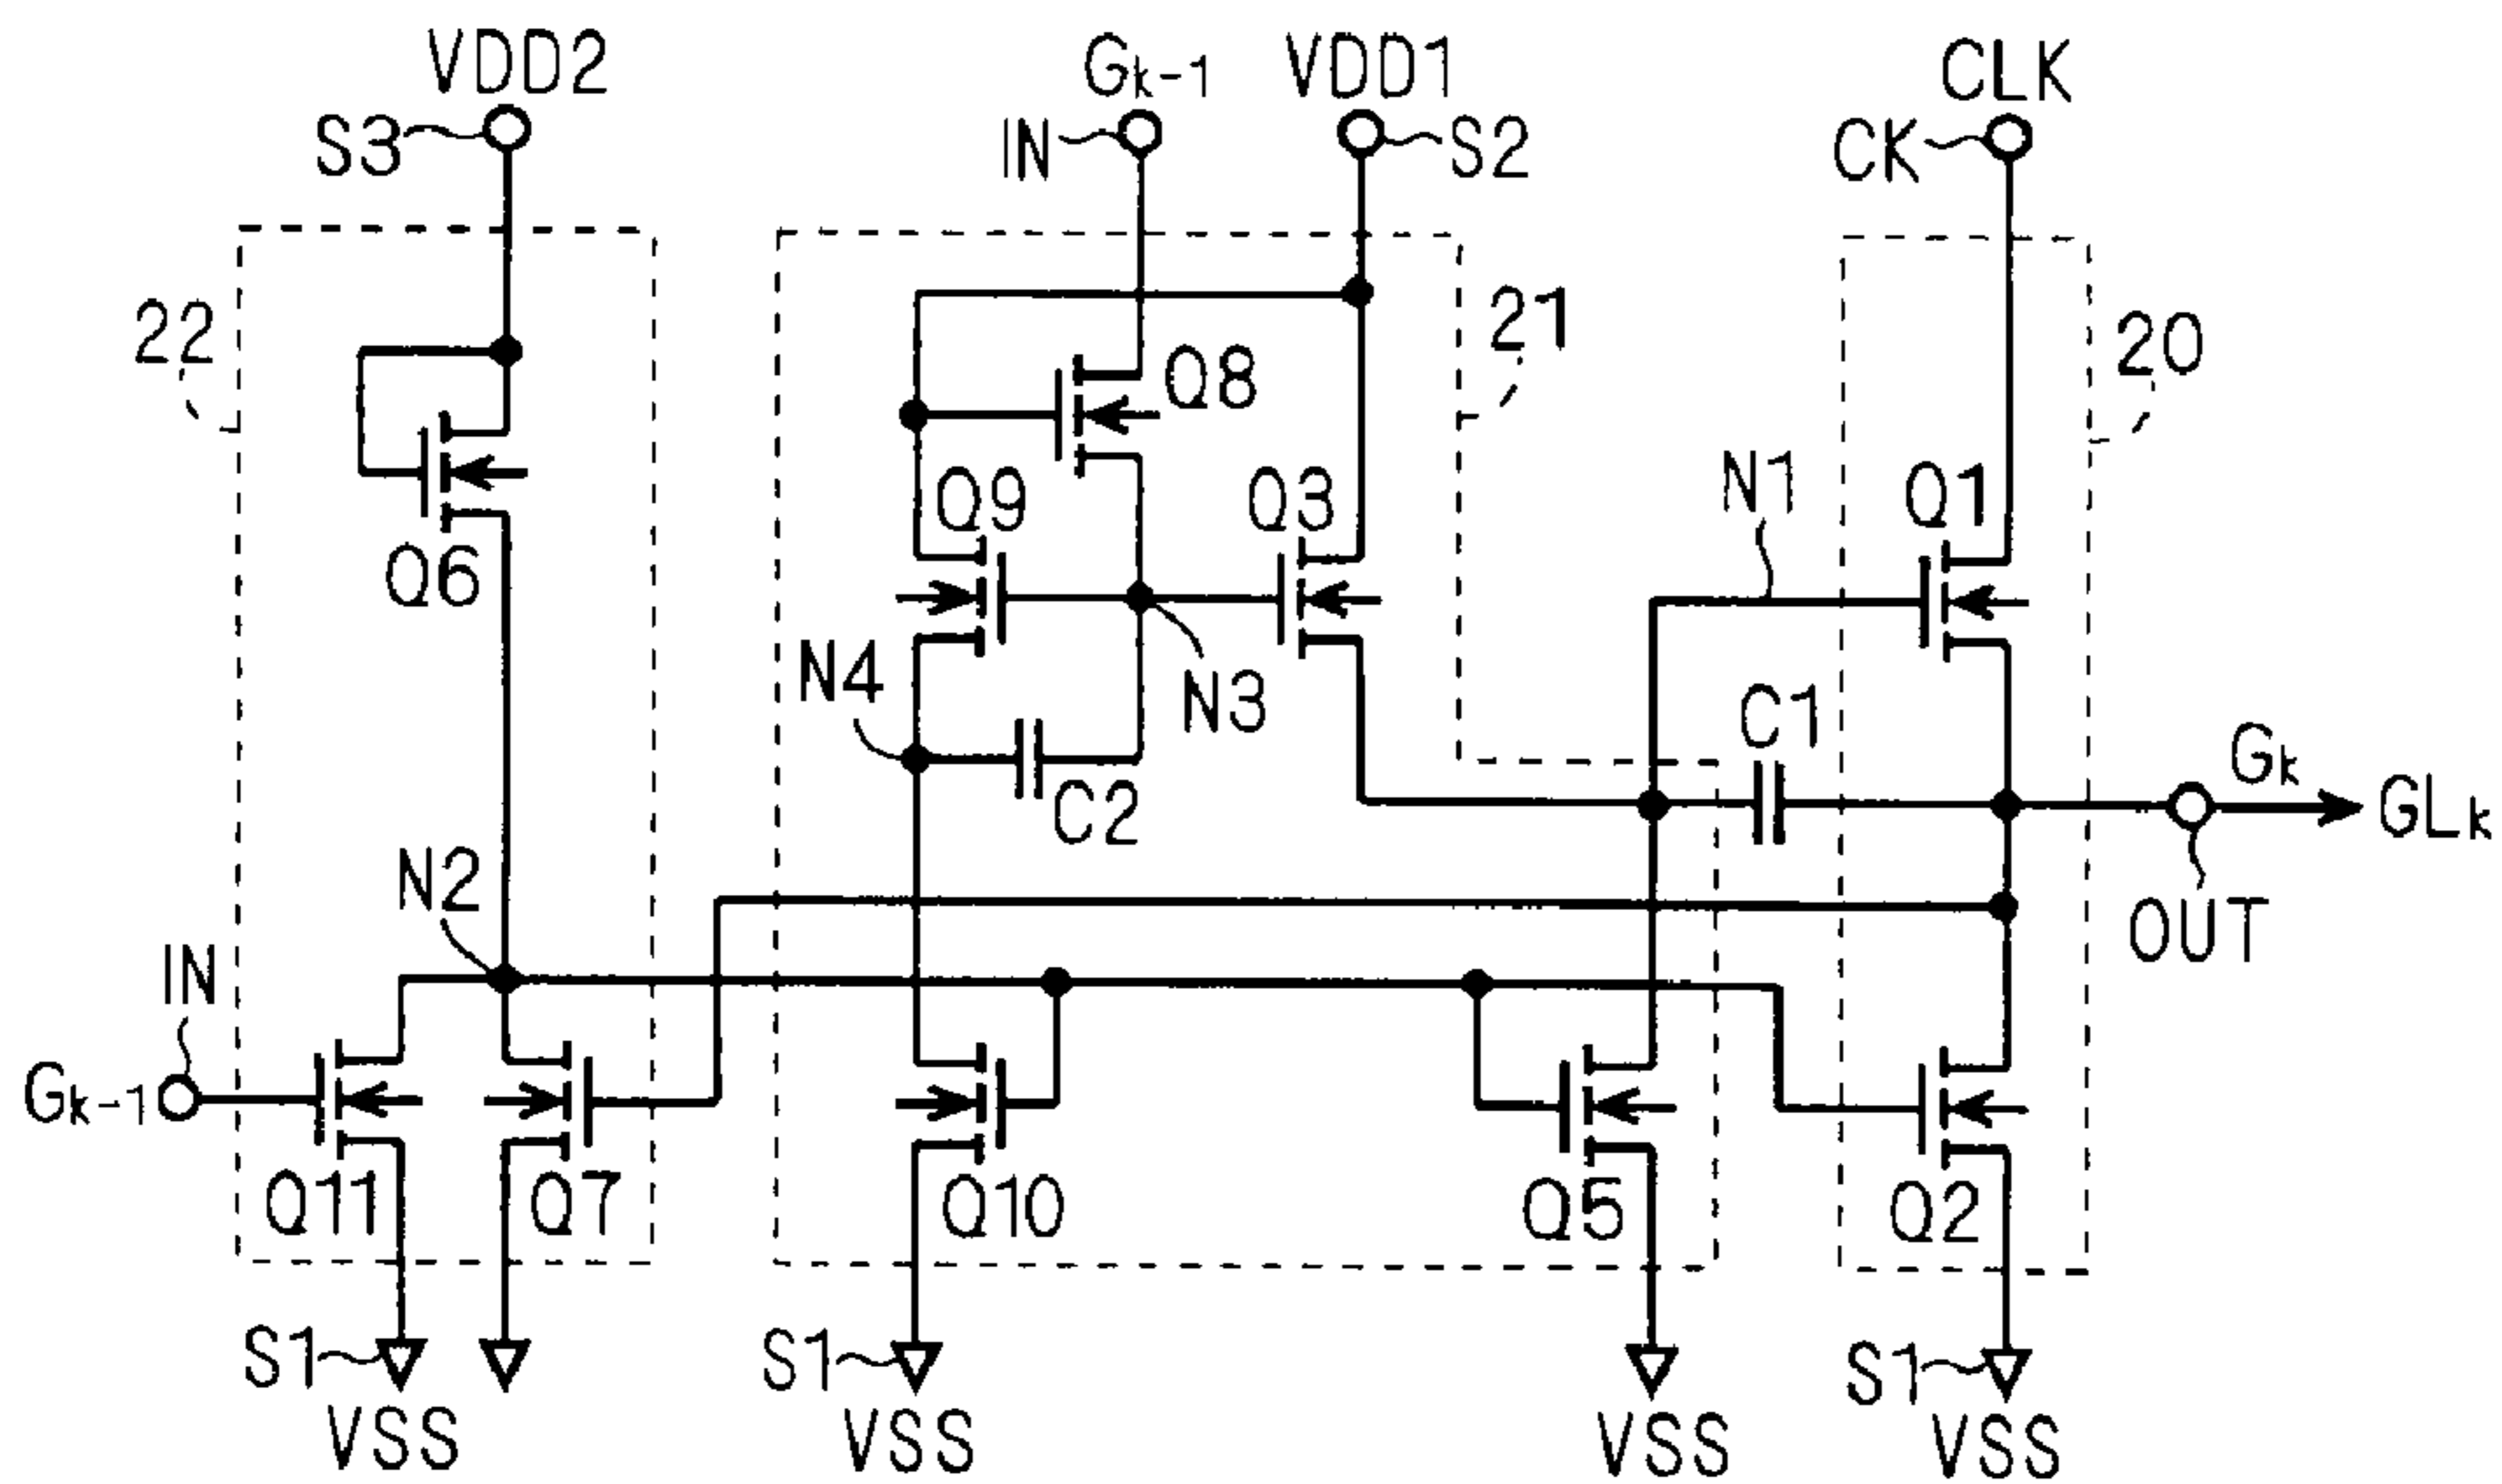 VDD2
Gk-1
VDD1
CLK
S3
IN
S2
CK
22
21
20
Q8
Q9
Q3
N1
Q1
Q6
N4
N3
C1
C2
Gk
GLk
N2
OUT
IN
Gk-1
Q11
Q7
Q10
Q5
Q2
S1
S1
S1
VSS
VSS
VSS
VSS